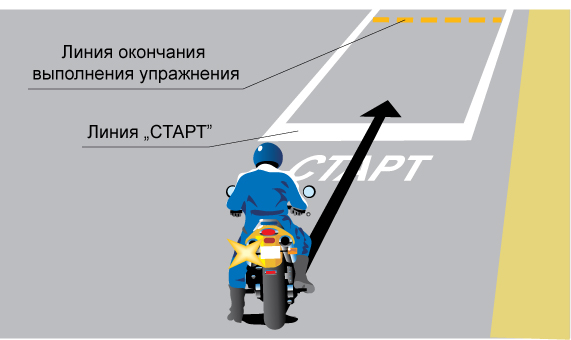 Линия окончания
выполнения упражнения
Линия „СТАРТ”
СТАРТ